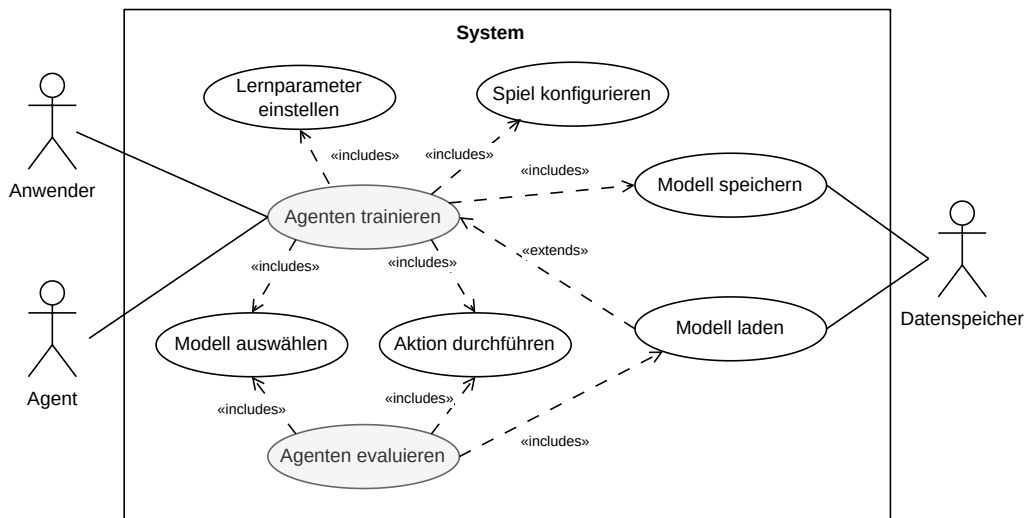 System
Lernparameter
einstellen
Spiel konfigurieren
«includes»
«includes»
«includes»
Anwender
Modell speichern
Agenten trainieren
«includes»
«includes»
«extends»
Datenspeicher
Modell auswählen
Aktion durchführen
Modell laden
Agent
«includes»
«includes»
«includes»
Agenten evaluieren